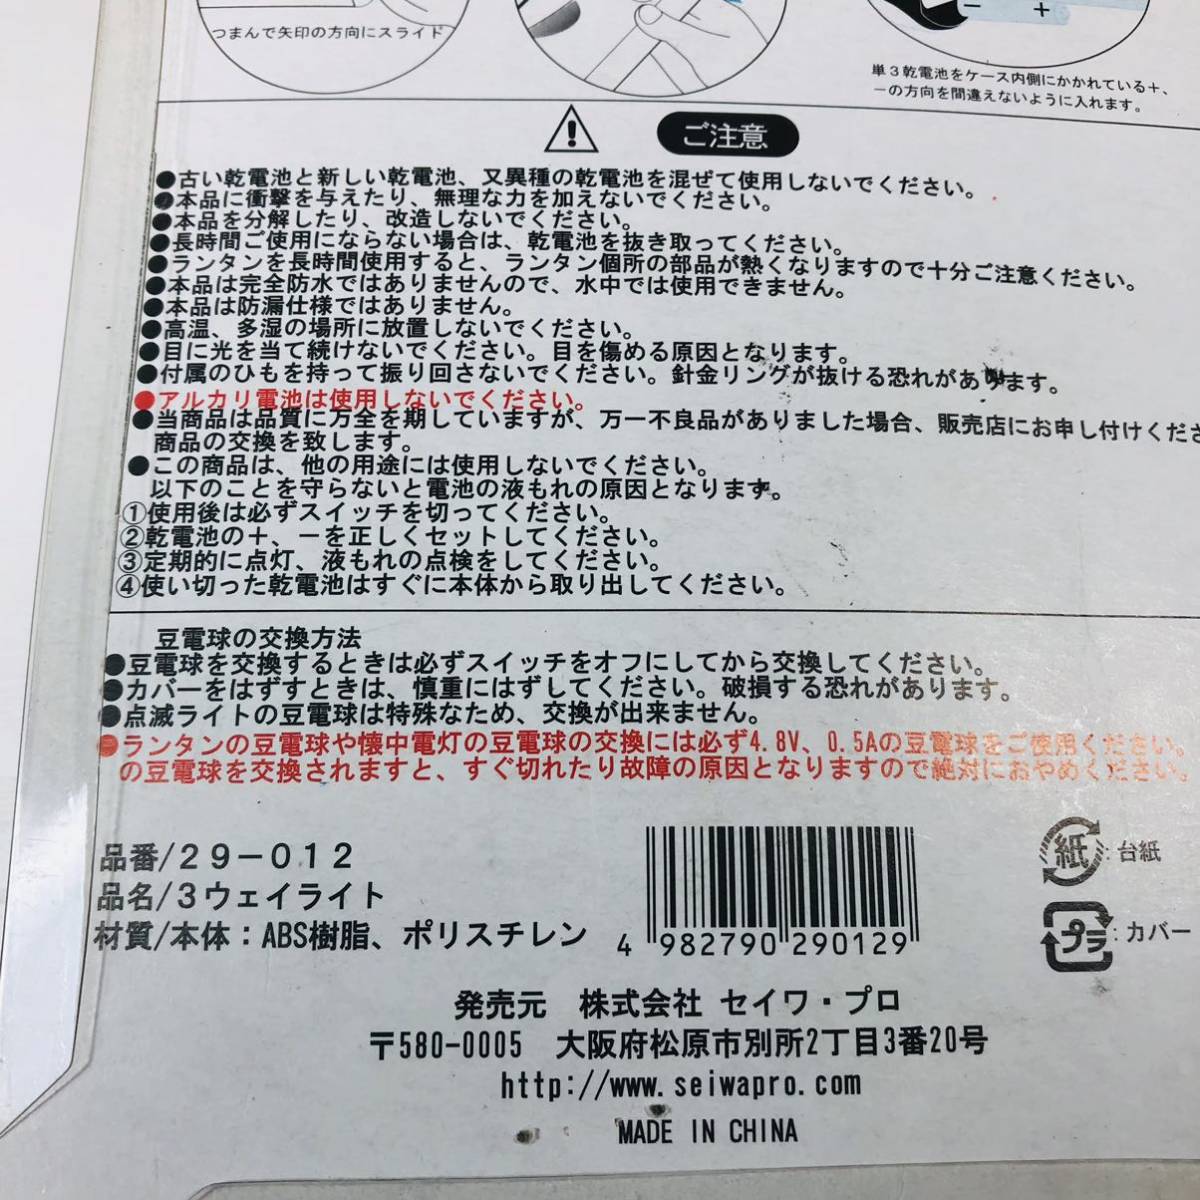 つまんで矢印の方向にスライド
− +
単3乾電池をケース内側にかかれている+、
−の方向を間違えないように入れます。
ご注意
●古い乾電池と新しい乾電池、又異種の乾電池を混ぜて使用しないでください。
●本品に衝撃を与えたり、無理な力を加えないでください。
●本品を分解したり、改造しないでください。
●長時間ご使用にならない場合は、乾電池を抜き取ってください。
●ランタンを長時間使用すると、ランタン個所の部品が熱くなりますので十分ご注意ください。
●本品は完全防水ではありませんので、水中では使用できません。
●本品は防漏仕様ではありません。
●高温、多湿の場所に放置しないでください。
●目に光を当て続けないでください。目を傷める原因となります。
●付属のひもを持って振り回さないでください。針金リングが抜ける恐れがあります。
●アルカリ電池は使用しないでください。
●当商品は品質に万全を期していますが、万一不良品がありました場合、販売店にお申し付けくださ
商品の交換を致します。
●この商品は、他の用途には使用しないでください。
以下のことを守らないと電池の液もれの原因となります。
①使用後は必ずスイッチを切ってください。
②乾電池の+、−を正しくセットしてください。
③定期的に点灯、液もれの点検をしてください。
④使い切った乾電池はすぐに本体から取り出してください。
豆電球の交換方法
●豆電球を交換するときは必ずスイッチをオフにしてから交換してください。
●カバーをはずすときは、慎重にはずしてください。破損する恐れがあります。
●点滅ライトの豆電球は特殊なため、交換が出来ません。
●ランタンの豆電球や懐中電灯の豆電球の交換には必ず4.8V、0.5Aの豆電球をご使用ください。
の豆電球を交換されますと、すぐ切れたり故障の原因となりますので絶対におやめください。
品番/29-012
品名/3ウェイライト
材質/本体：ABS樹脂、ポリスチレン
4 982790 290129
紙：台紙
プラ：カバー
発売元 株式会社 セイワ・プロ
〒580-0005 大阪府松原市別所2丁目3番20号
http://www.seiwapro.com
MADE IN CHINA